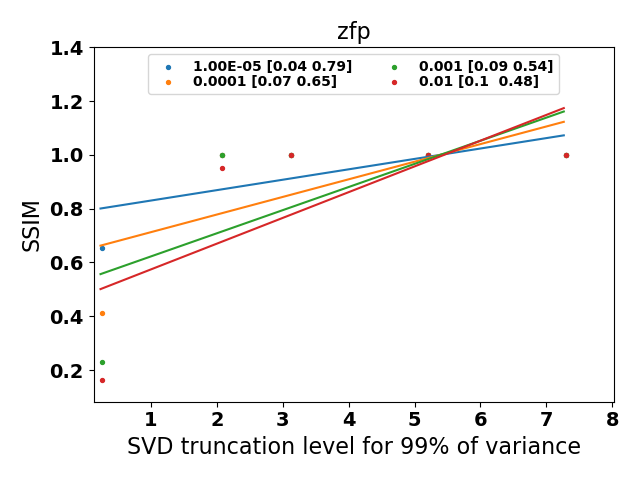 zfp
1.00E-05 [0.04 0.79]
0.0001 [0.07 0.65]
0.001 [0.09 0.54]
0.01 [0.1  0.48]
1.4
1.2
1.0
0.8
0.6
0.4
0.2
SSIM
1 2 3 4 5 6 7 8
SVD truncation level for 99% of variance